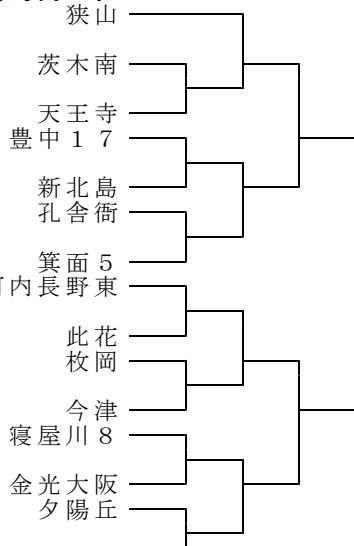 狭山
茨木南
天王寺
豊中１７
新北島
孔舎衙
箕面５
内長野東
此花
枚岡
今津
寝屋川８
金光大阪
夕陽丘